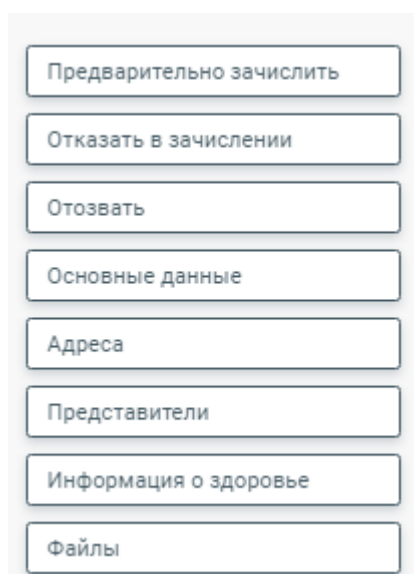 Предварительно зачислить
Отказать в зачислении
Отозвать
Основные данные
Адреса
Представители
Информация о здоровье
Файлы